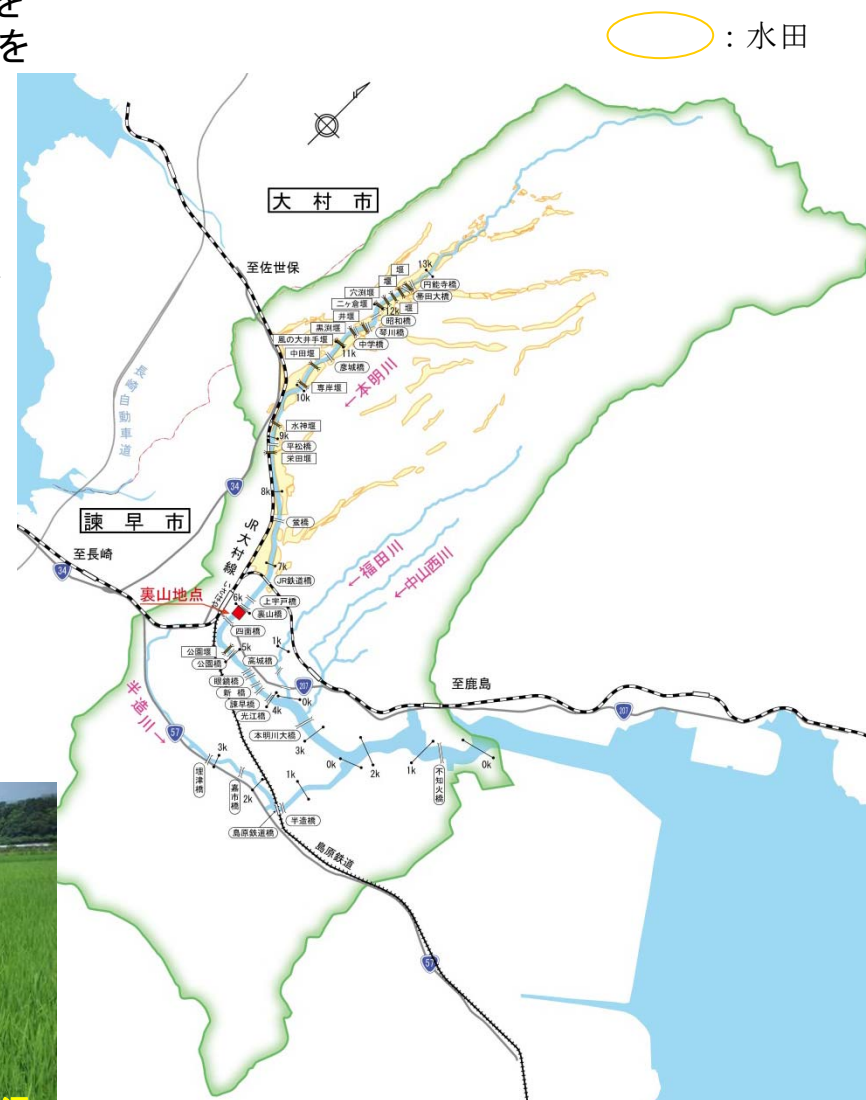 を
を
：水田
大村市
至佐世保
長崎自動車道
34
諫早市
至長崎
34
JR大村線
いさはや
裏山地点
13k
堰
堰
円能寺橋
穴渕堰
帯田大橋
二ヶ倉堰
12k
堰
井堰
昭和橋
黒渕堰
琴川橋
風の大井手堰
中学橋
11k
中田堰
彦城橋
←本明川
10k
専岸堰
水神堰
9k
平松橋
栄田堰
8k
蛍橋
7k
JR鉄道橋
←福田川
←中山西川
6k
上宇戸橋
裏山橋
四面橋
1k
5k
公園堰
高城橋
公園橋
眼鏡橋
207
0k
新橋
諫早橋
4k
光江橋
至鹿島
207
半造川→
57
本明川大橋
3k
0k
2k
1k
不知火橋
0k
3k
埋津橋
嘉市橋
2k
1k
半造橋
島原鉄道橋
島原鉄道
57